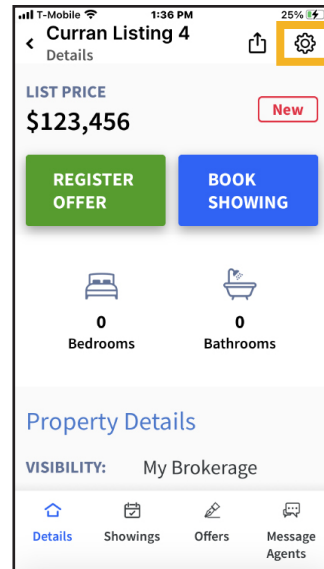 T-Mobile 1:36 PM 25%
Curran Listing 4
Details
LIST PRICE
$123,456
New
REGISTER
OFFER
BOOK
SHOWING
0
Bedrooms
0
Bathrooms
Property Details
VISIBILITY: My Brokerage
Details Showings Offers Message
Agents